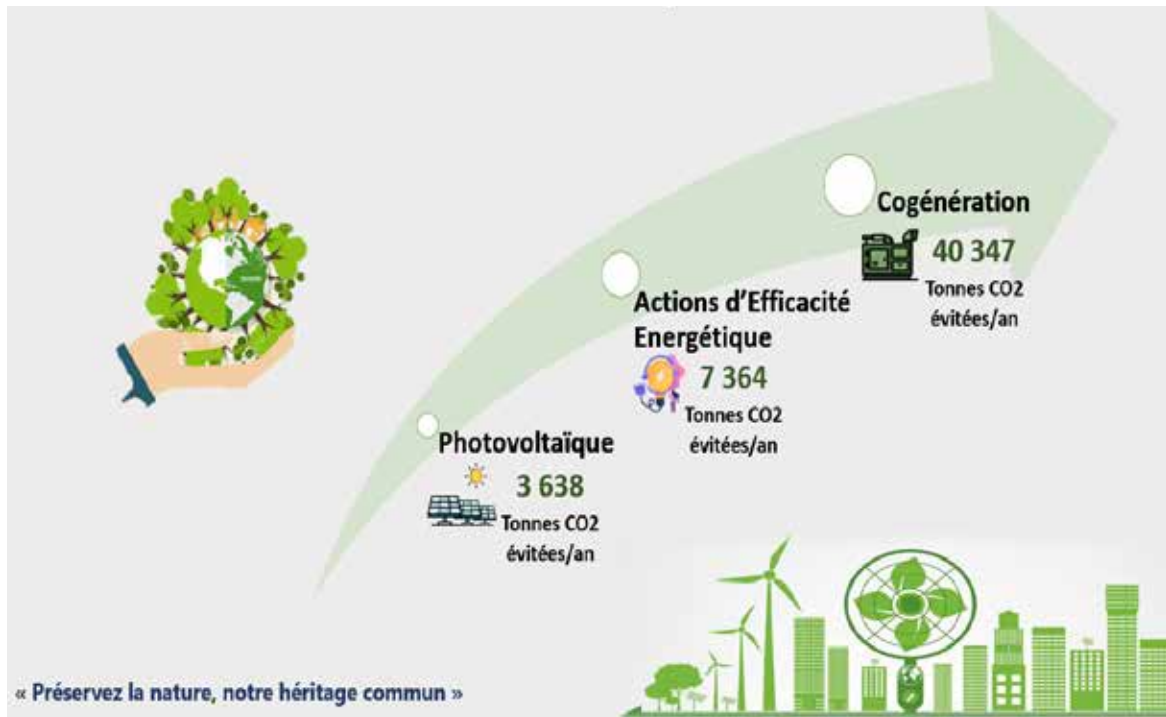 Cogénération
40 347
Tonnes CO2
évitées/an
Actions d’Efficacité
Energétique
7 364
Tonnes CO2
évitées/an
Photovoltaïque
3 638
Tonnes CO2
évitées/an
« Préservez la nature, notre héritage commun »